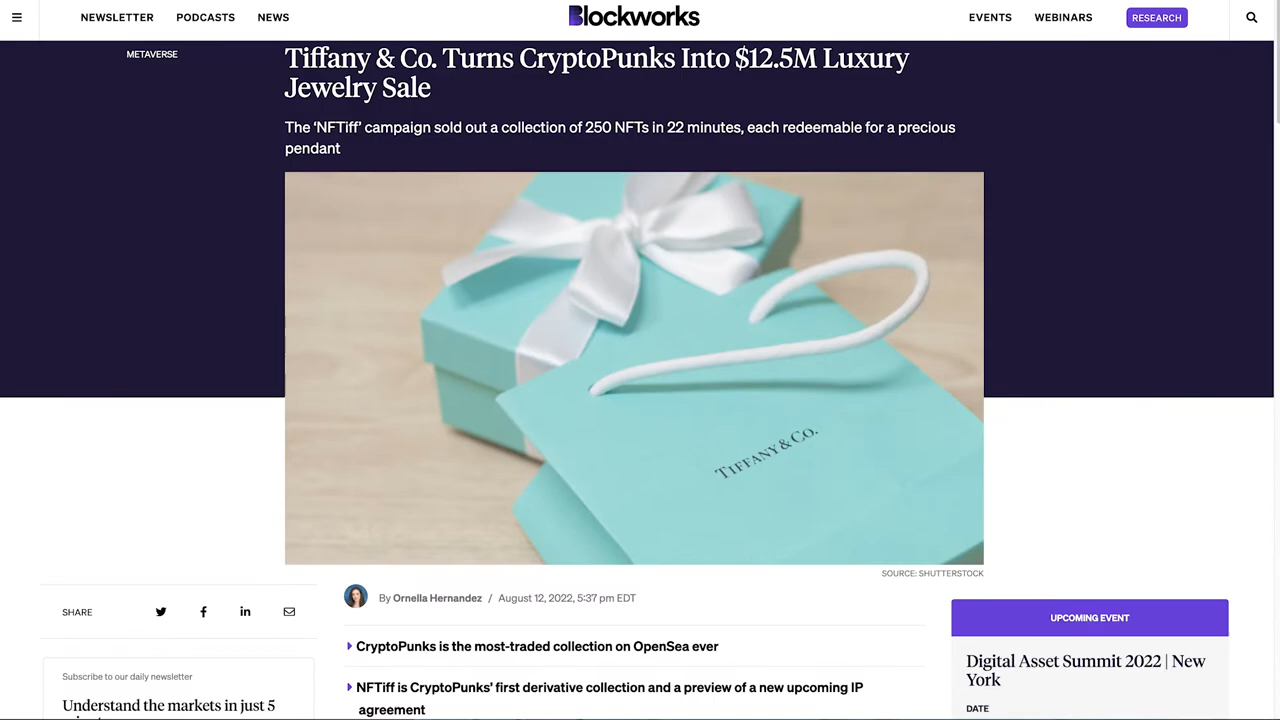 NEWSLETTER PODCASTS NEWS Blockworks EVENTS WEBINARS RESEARCH
METAVERSE
Tiffany & Co. Turns CryptoPunks Into $12.5M Luxury
Jewelry Sale
The ‘NFTiff’ campaign sold out a collection of 250 NFTs in 22 minutes, each redeemable for a precious
pendant
TIFFANY & CO.
SOURCE: SHUTTERSTOCK
SHARE
By Ornella Hernandez / August 12, 2022, 5:37 pm EDT
CryptoPunks is the most-traded collection on OpenSea ever
NFTiff is CryptoPunks’ first derivative collection and a preview of a new upcoming IP
agreement
Subscribe to our daily newsletter
Understand the markets in just 5
UPCOMING EVENT
Digital Asset Summit 2022 | New
York
DATE